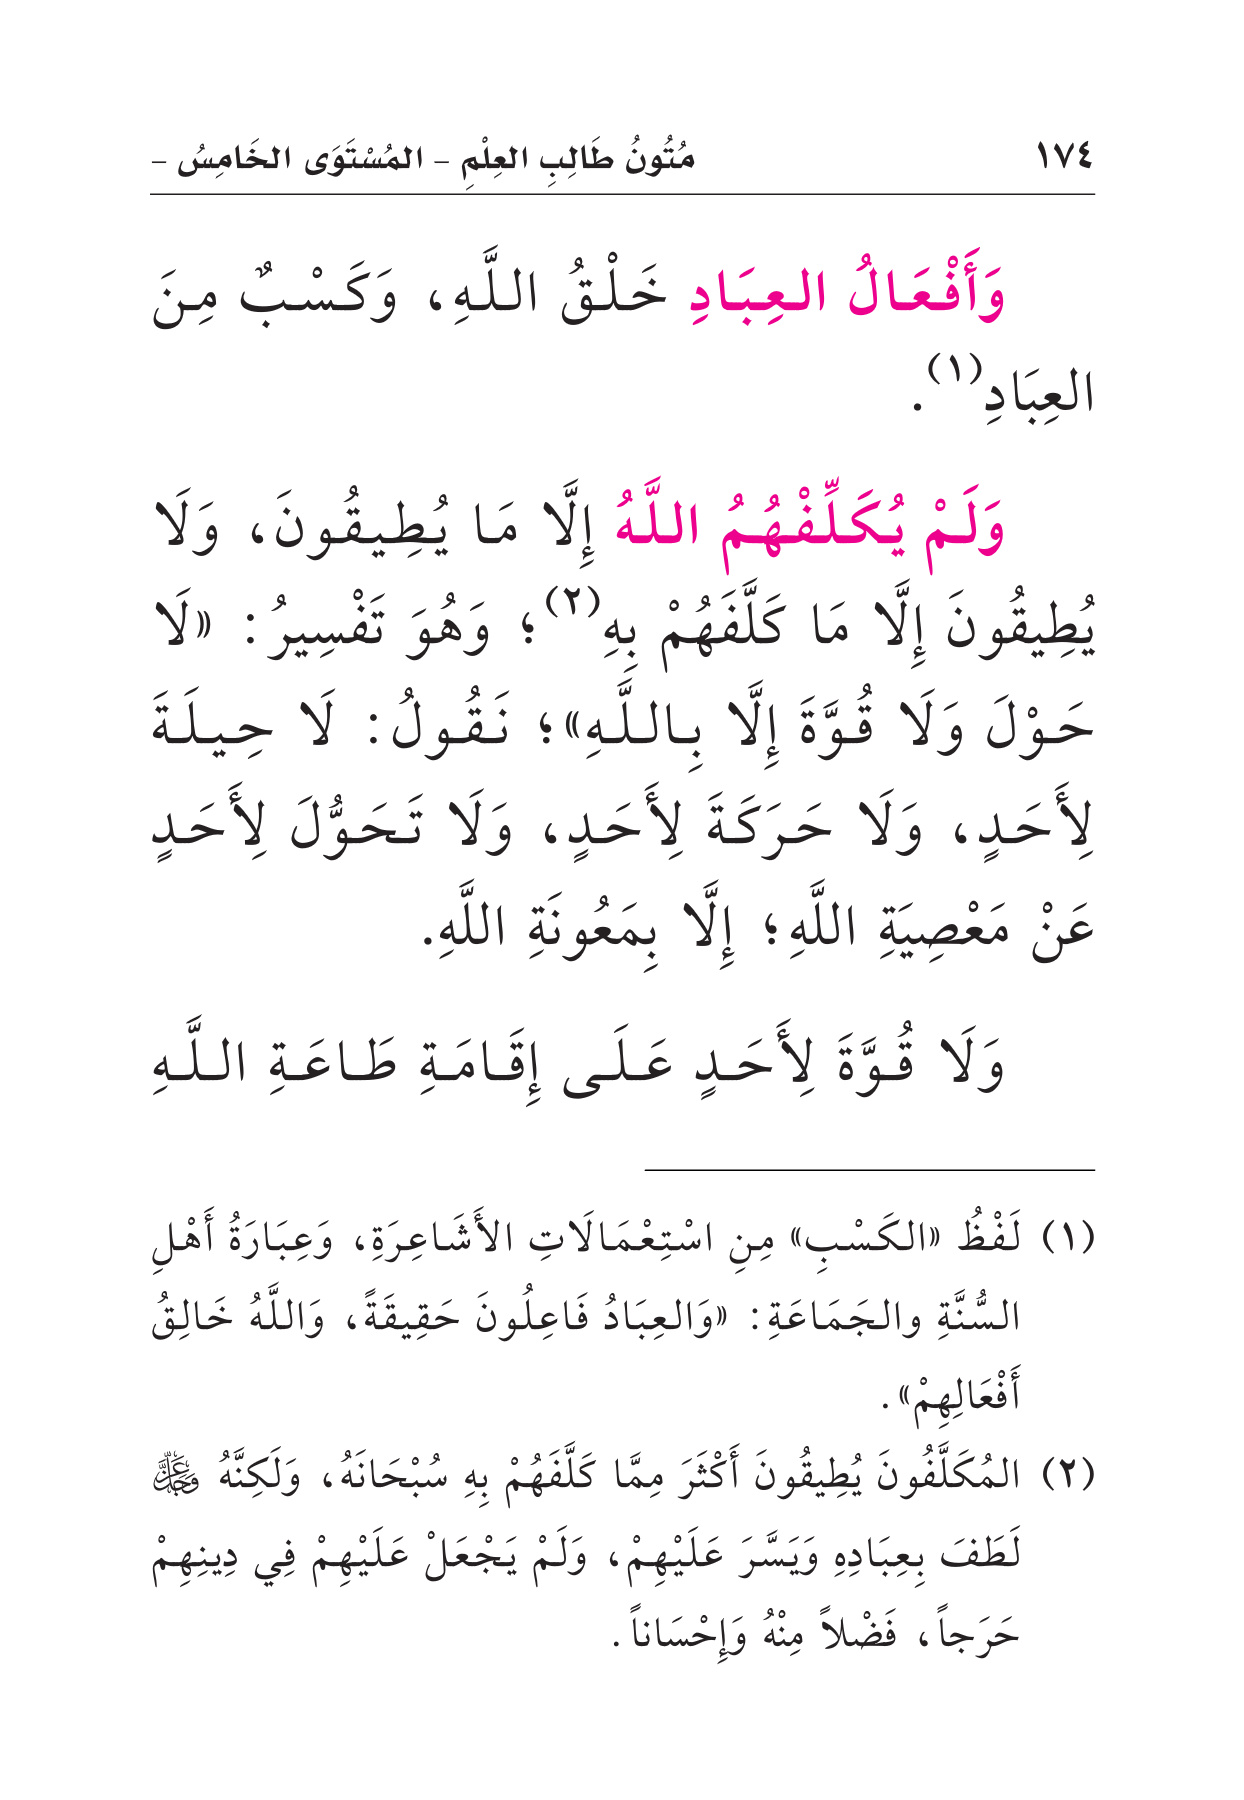 ١٧٤ مُتُونُ طَالِبِ العِلْمِ – المُسْتَوَى الخَامِسُ –
وَأَفْعَالُ العِبَادِ خَلْقُ اللَّهِ، وَكَسْبٌ مِنَ
العِبَادِ(١).
وَلَمْ يُكَلِّفْهُمُ اللَّهُ إِلَّا مَا يُطِيقُونَ، وَلَا
يُطِيقُونَ إِلَّا مَا كَلَّفَهُمْ بِهِ(٢)؛ وَهُوَ تَفْسِيرُ: «لَا
حَوْلَ وَلَا قُوَّةَ إِلَّا بِاللَّهِ»؛ نَقُولُ: لَا حِيلَةَ
لِأَحَدٍ، وَلَا حَرَكَةَ لِأَحَدٍ، وَلَا تَحَوُّلَ لِأَحَدٍ
عَنْ مَعْصِيَةِ اللَّهِ؛ إِلَّا بِمَعُونَةِ اللَّهِ.
وَلَا قُوَّةَ لِأَحَدٍ عَلَى إِقَامَةِ طَاعَةِ اللَّهِ
(١) لَفْظُ «الكَسْبِ» مِنِ اسْتِعْمَالَاتِ الأَشَاعِرَةِ، وَعِبَارَةُ أَهْلِ
السُّنَّةِ والجَمَاعَةِ: «وَالعِبَادُ فَاعِلُونَ حَقِيقَةً، وَاللَّهُ خَالِقُ
أَفْعَالِهِمْ».
(٢) المُكَلَّفُونَ يُطِيقُونَ أَكْثَرَ مِمَّا كَلَّفَهُمْ بِهِ سُبْحَانَهُ، وَلَكِنَّهُ ﷿
لَطَفَ بِعِبَادِهِ وَيَسَّرَ عَلَيْهِمْ، وَلَمْ يَجْعَلْ عَلَيْهِمْ فِي دِينِهِمْ
حَرَجاً، فَضْلاً مِنْهُ وَإِحْسَاناً.